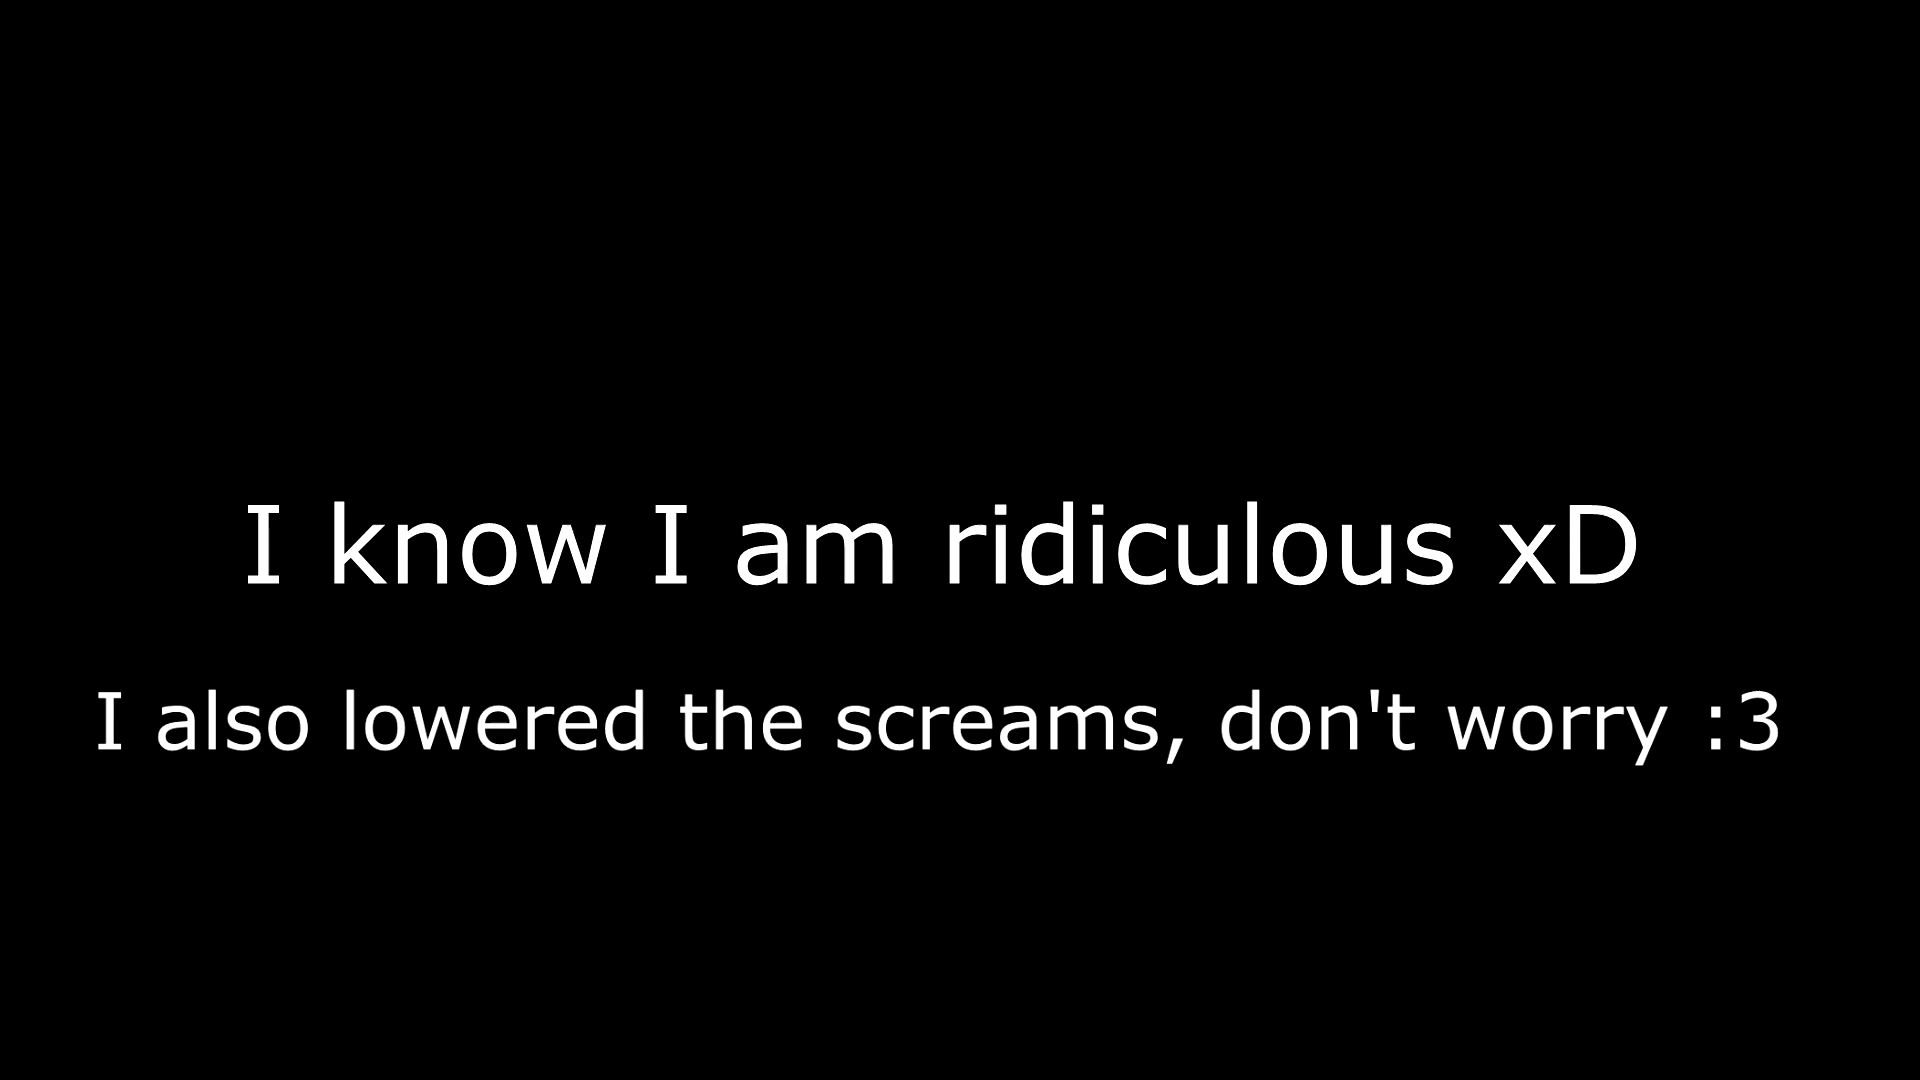 I know I am ridiculous xD
I also lowered the screams, don't worry :3